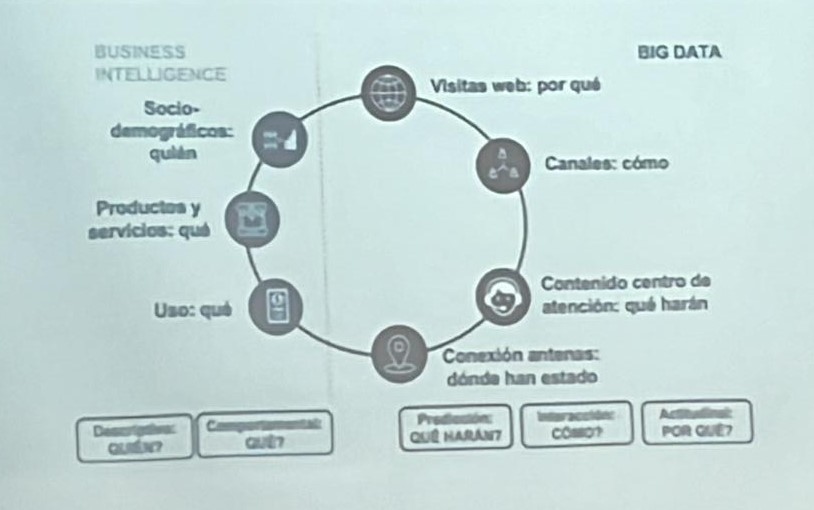 BUSINESS
INTELLIGENCE
BIG DATA
Visitas web: por qué
Socio-
demográficos:
quién
Canales: cómo
Productos y
servicios: qué
Contenido centro de
atención: qué harán
Uso: qué
Conexión antenas:
dónde han estado
Descriptivo:
QUIÉN?
Comportamental:
QUÉ?
Predicción:
QUÉ HARÁN?
Interacción:
CÓMO?
Actitudinal:
POR QUÉ?